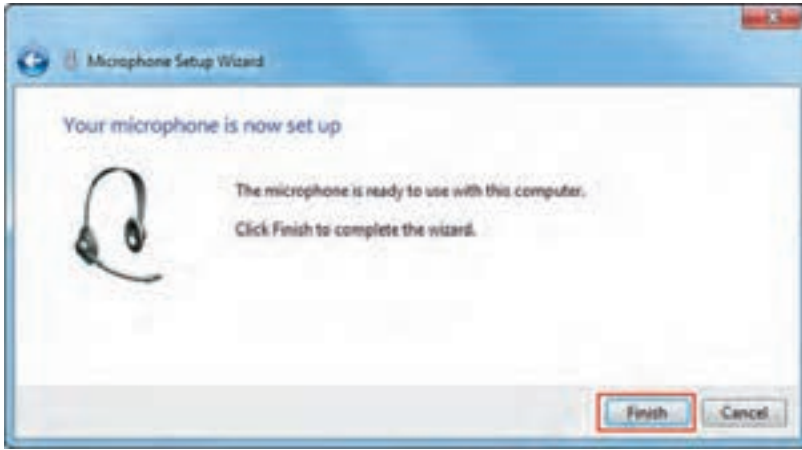 Microphone Setup Wizard
Your microphone is now set up
The microphone is ready to use with this computer.
Click Finish to complete the wizard.
Finish
Cancel